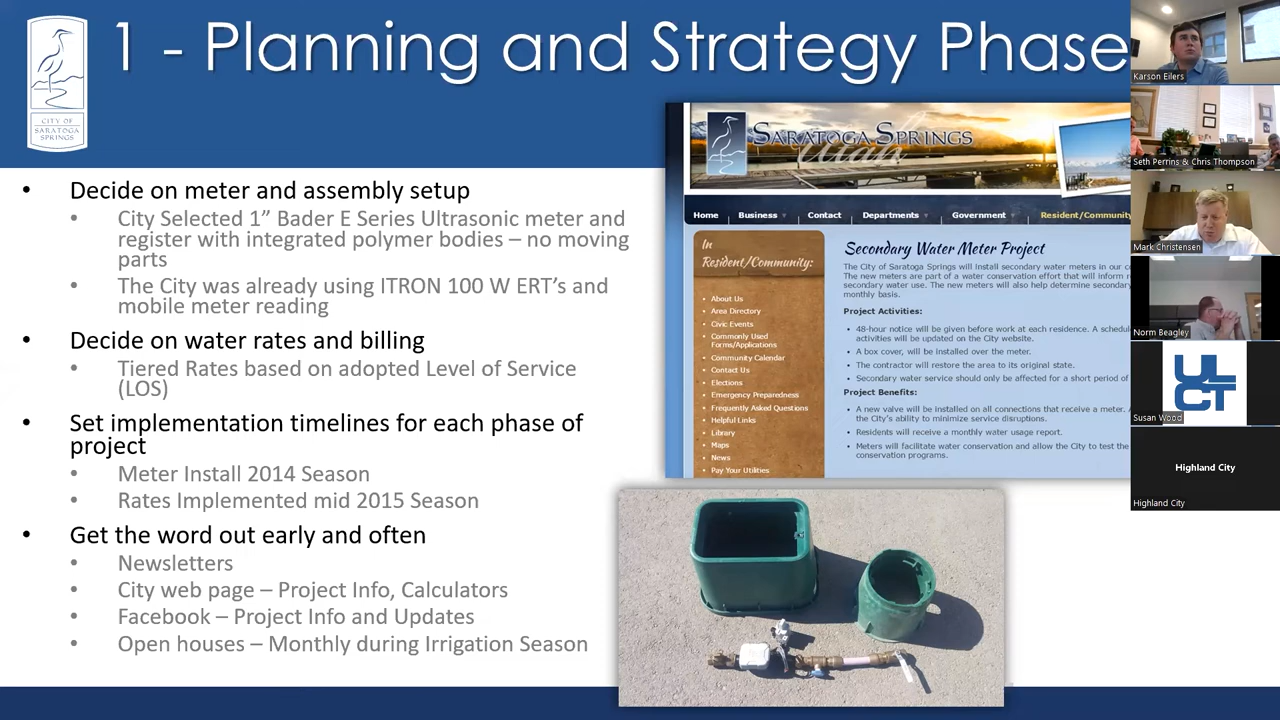 1 - Planning and Strategy Phase
CITY OF
SARATOGA
SPRINGS
• Decide on meter and assembly setup
• City Selected 1” Bader E Series Ultrasonic meter and
register with integrated polymer bodies – no moving
parts
• The City was already using ITRON 100 W ERT’s and
mobile meter reading
• Decide on water rates and billing
• Tiered Rates based on adopted Level of Service
(LOS)
• Set implementation timelines for each phase of
project
• Meter Install 2014 Season
• Rates Implemented mid 2015 Season
• Get the word out early and often
• Newsletters
• City web page – Project Info, Calculators
• Facebook – Project Info and Updates
• Open houses – Monthly during Irrigation Season
SARATOGA SPRINGS
Utah
Home Business Contact Departments Government Resident/Community
In
Resident/Community:
• About Us
• Area Directory
• Civic Events
• Commonly Used
Forms/Applications
• Community Calendar
• Contact Us
• Elections
• Emergency Preparedness
• Frequently Asked Questions
• Helpful Links
• Library
• Maps
• News
• Pay Your Utilities
Secondary Water Meter Project
The City of Saratoga Springs will install secondary water meters in our
The new meters are part of a water conservation effort that will inform
secondary water use. The new meters will also help determine secondary
monthly basis.
Project Activities:
• 48-hour notice will be given before work at each residence. A
activities will be updated on the City website.
• A box cover, will be installed over the meter.
• The contractor will restore the area to its original state.
• Secondary water service should only be affected for a short period of
Project Benefits:
• A new valve will be installed on all connections that receive a meter.
the City's ability to minimize service disruptions.
• Residents will receive a monthly water usage report.
• Meters will facilitate water conservation and allow the City to test the
conservation programs.
Karson Eilers
Seth Perrins & Chris Thompson
Mark Christensen
Norm Beagley
ULCT
Susan Wood
Highland City
Highland City